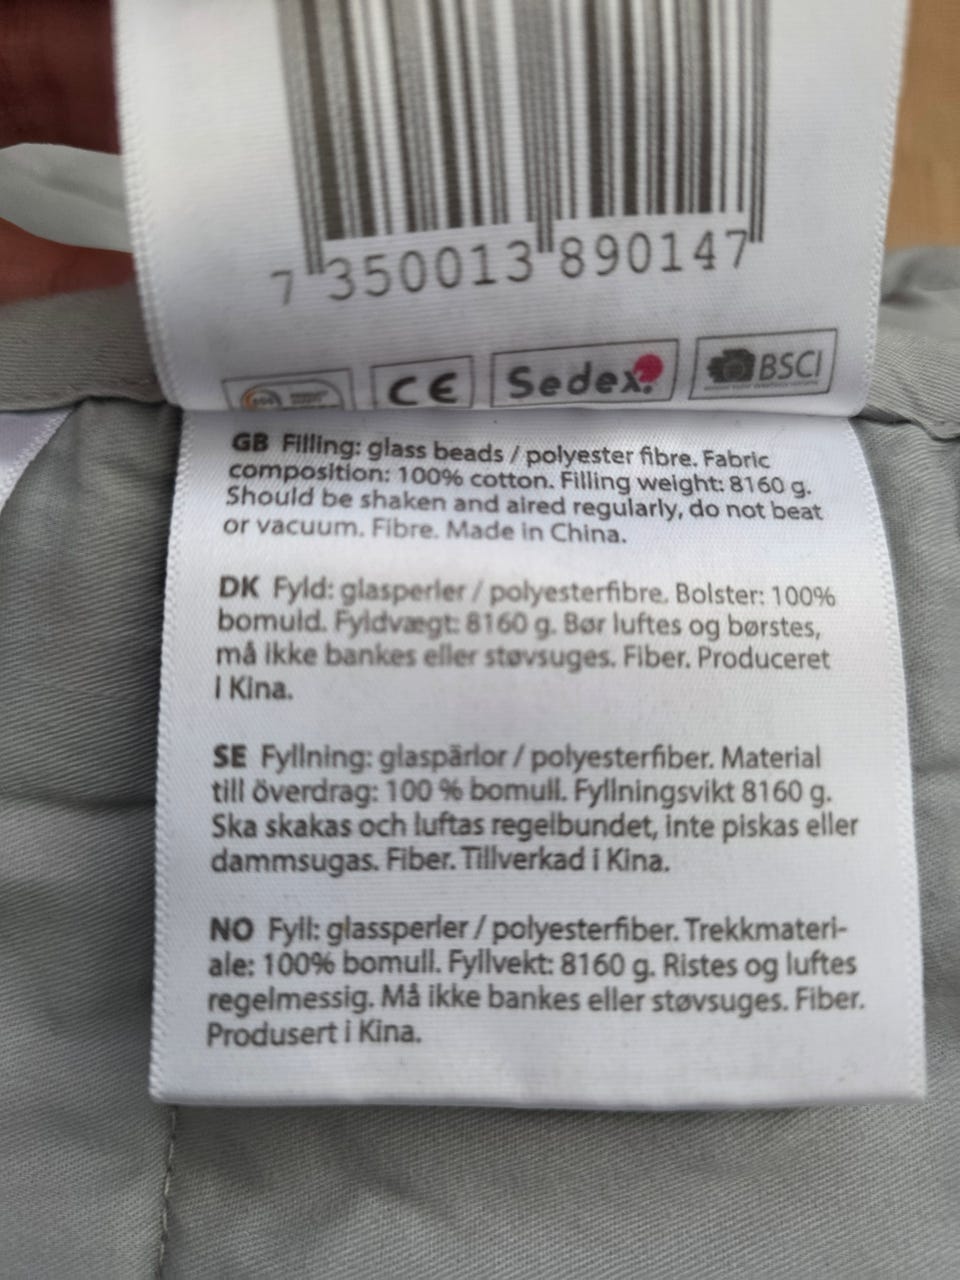 7 350013 890147
CE Sedex. BSCI
GB Filling: glass beads / polyester fibre. Fabric
composition: 100% cotton. Filling weight: 8160 g.
Should be shaken and aired regularly, do not beat
or vacuum. Fibre. Made in China.
DK Fyld: glasperler / polyesterfibre. Bolster: 100%
bomuld. Fyldvægt: 8160 g. Bør luftes og børstes,
må ikke bankes eller støvsuges. Fiber. Produceret
i Kina.
SE Fyllning: glaspärlor / polyesterfiber. Material
till överdrag: 100 % bomull. Fyllningsvikt 8160 g.
Ska skakas och luftas regelbundet, inte piskas eller
dammsugas. Fiber. Tillverkad i Kina.
NO Fyll: glassperler / polyesterfiber. Trekkmateri-
ale: 100% bomull. Fyllvekt: 8160 g. Ristes og luftes
regelmessig. Må ikke bankes eller støvsuges. Fiber.
Produsert i Kina.